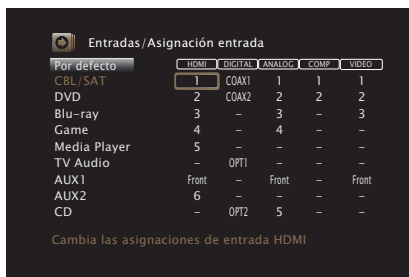 Entradas/Asignación entrada
Por defecto HDMI DIGITAL ANALOG COMP VIDEO
CBL/SAT 1 COAX1 1 1 1
DVD 2 COAX2 2 2 2
Blu-ray 3 – 3 – 3
Game 4 – 4 – –
Media Player 5 – – – –
TV Audio – OPT1 – – –
AUX1 Front – Front – Front
AUX2 6 – – – –
CD – OPT2 5 – –
Cambia las asignaciones de entrada HDMI